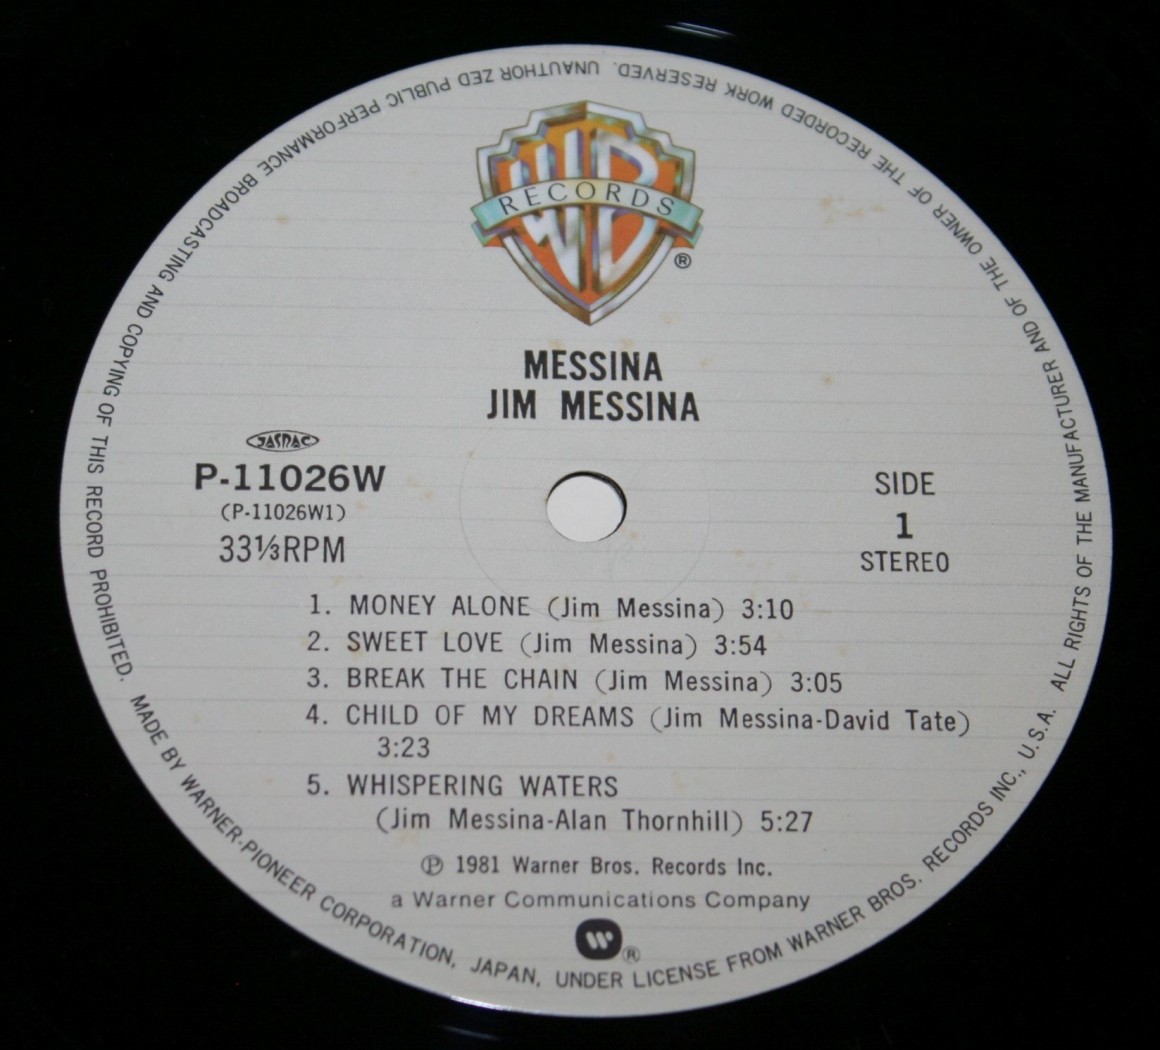 WB
RECORDS
®
MESSINA
JIM MESSINA
JASRAC
P-11026W
(P-11026W1)
33⅓RPM
SIDE
1
STEREO
1. MONEY ALONE (Jim Messina) 3:10
2. SWEET LOVE (Jim Messina) 3:54
3. BREAK THE CHAIN (Jim Messina) 3:05
4. CHILD OF MY DREAMS (Jim Messina-David Tate)
3:23
5. WHISPERING WATERS
(Jim Messina-Alan Thornhill) 5:27
℗ 1981 Warner Bros. Records Inc.
a Warner Communications Company
W ®
MADE BY WARNER-PIONEER CORPORATION, JAPAN, UNDER LICENSE FROM WARNER BROS. RECORDS INC., U.S.A. ALL RIGHTS OF THE MANUFACTURER AND OF THE OWNER OF THE RECORDED WORK RESERVED. UNAUTHOR ZED PUBLIC PERFORMANCE BROADCASTING AND COPYING OF THIS RECORD PROHIBITED.